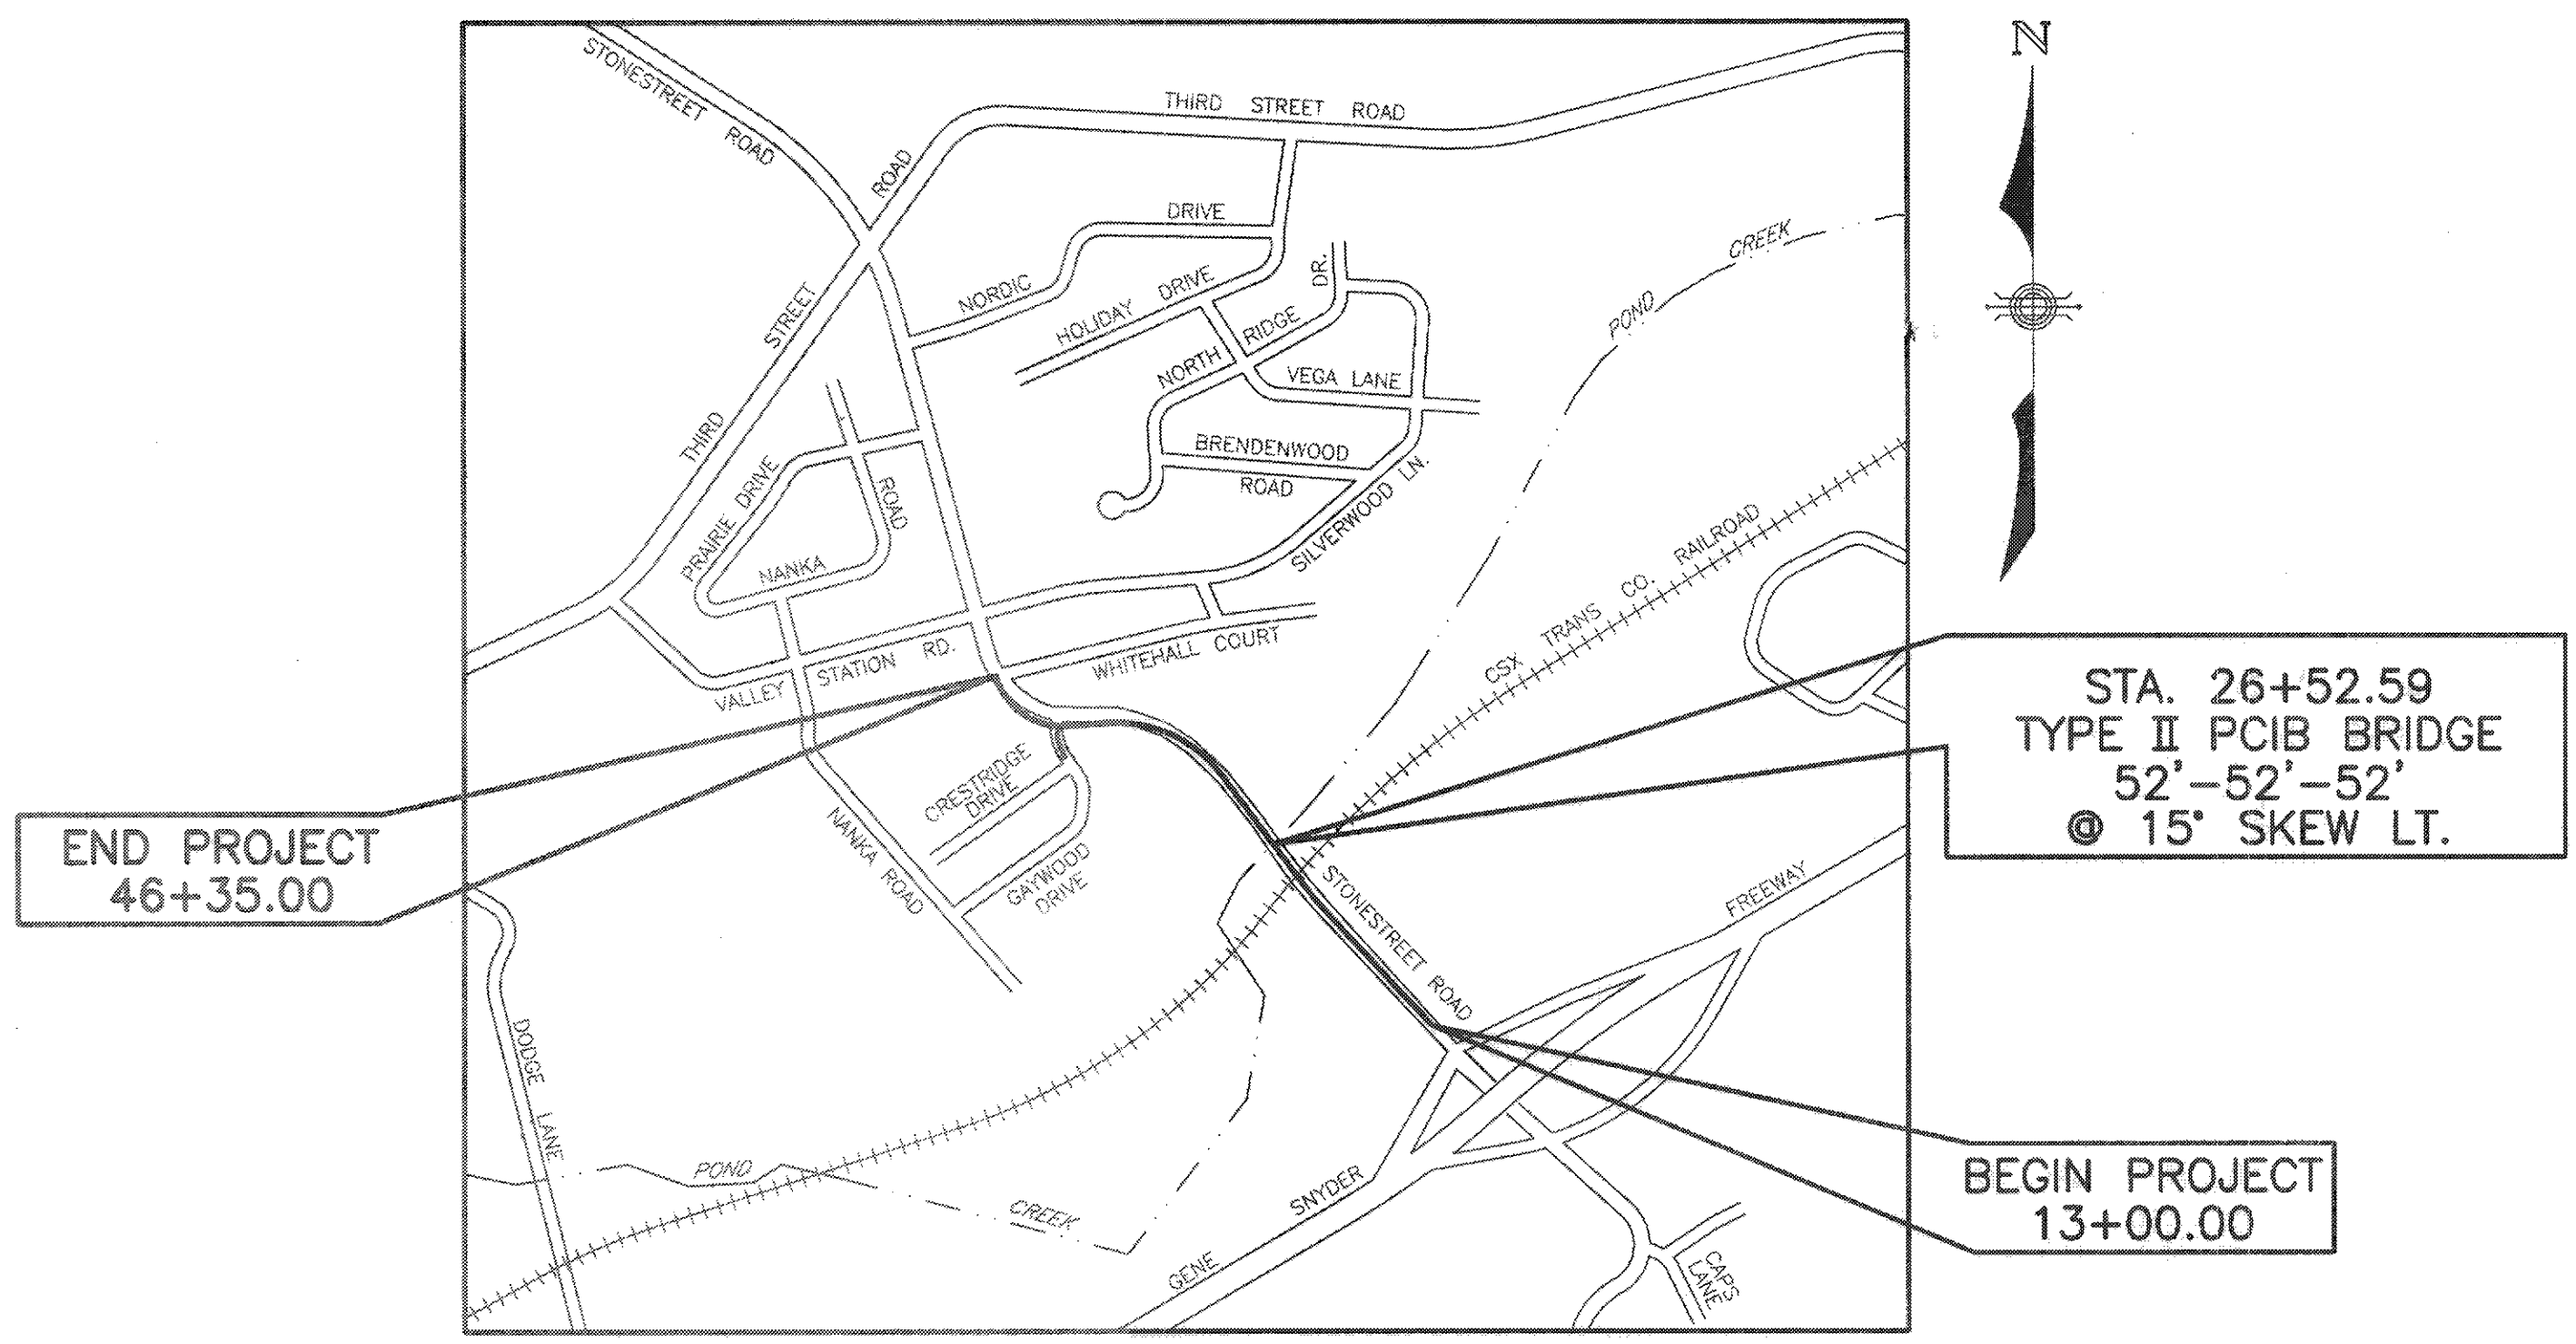 N
STONESTREET ROAD
THIRD STREET ROAD
ROAD
DRIVE
CREEK
NORDIC
HOLIDAY DRIVE
DR.
POND
STREET
NORTH RIDGE
VEGA LANE
THIRD
BRENDENWOOD
ROAD
PRAIRIE DRIVE
ROAD
SILVERWOOD LN.
NANKA
CSX TRANS CO. RAILROAD
WHITEHALL COURT
VALLEY STATION RD.
STA. 26+52.59
TYPE II PCIB BRIDGE
52'-52'-52'
@ 15° SKEW LT.
CRESTRIDGE
DRIVE
END PROJECT
46+35.00
NANKA ROAD
GAYWOOD
DRIVE
STONESTREET ROAD
FREEWAY
DODGE LANE
POND
CREEK
SNYDER
GENE
BEGIN PROJECT
13+00.00
CAPS
LANE